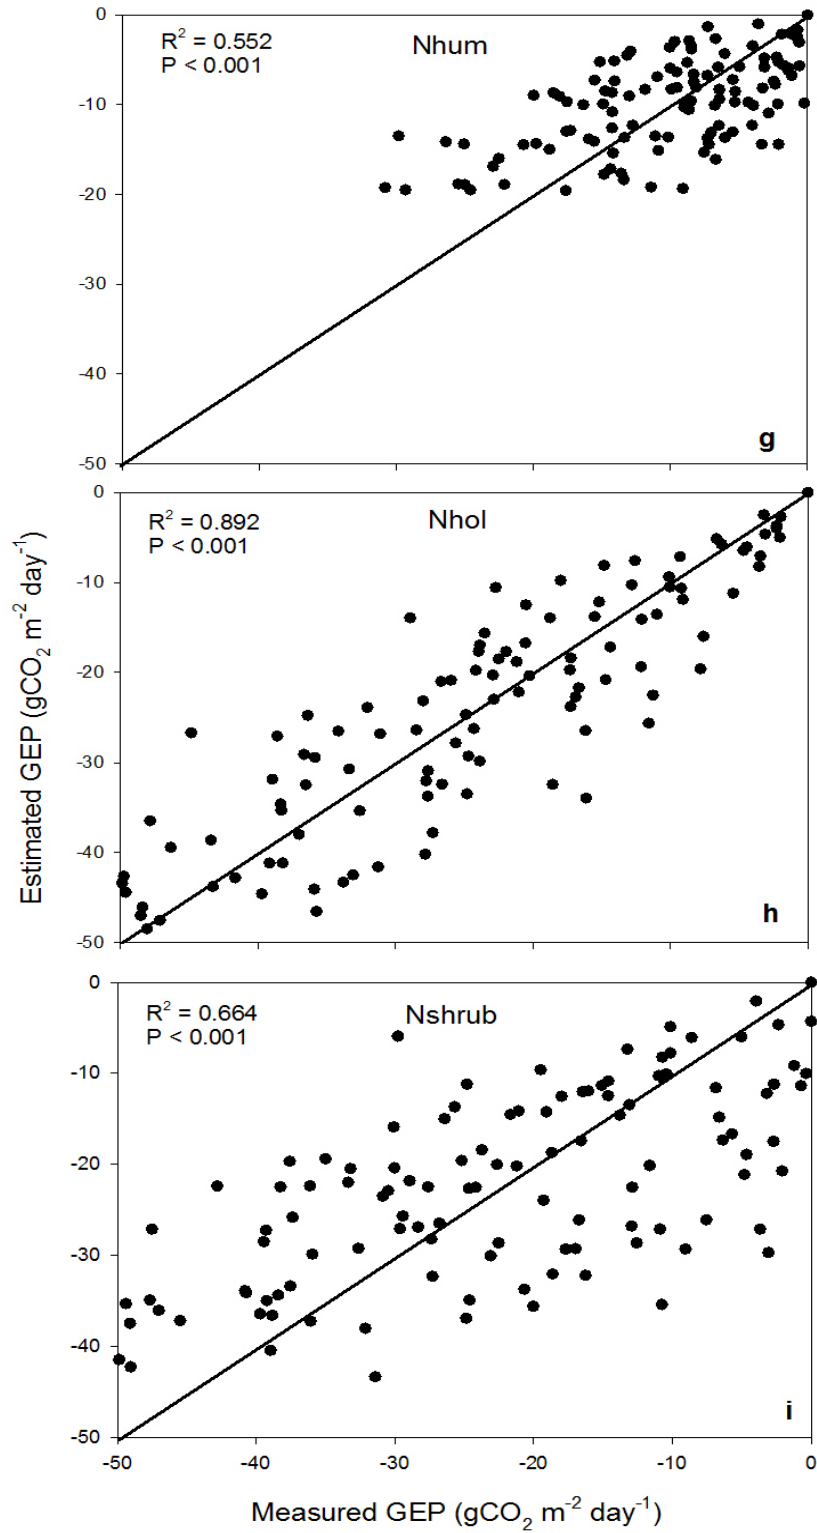 0
R² = 0.552
P < 0.001
Nhum
-10
-20
-30
-40
-50
g
0
R² = 0.892
P < 0.001
Nhol
-10
-20
-30
-40
-50
h
Estimated GEP (gCO₂ m⁻² day⁻¹)
0
R² = 0.664
P < 0.001
Nshrub
-10
-20
-30
-40
-50
i
-50 -40 -30 -20 -10 0
Measured GEP (gCO₂ m⁻² day⁻¹)